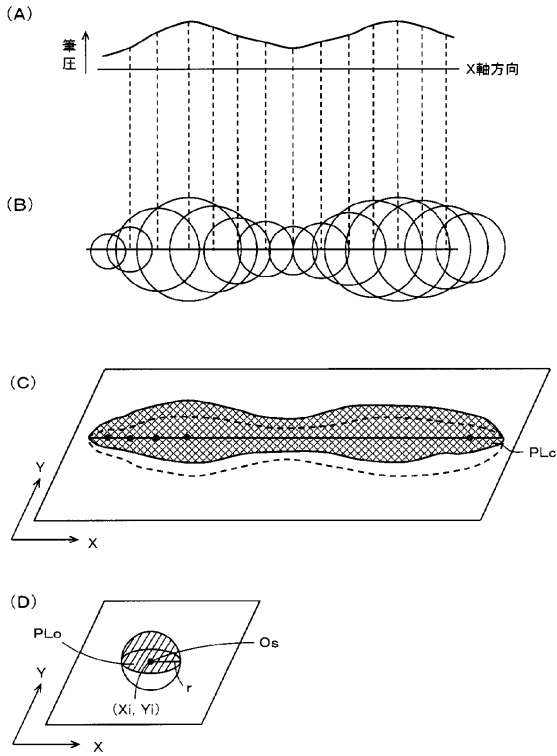 (A)
筆圧
X軸方向
(B)
(C)
PLc
Y
X
(D)
PLo
Os
Y
r
(Xi, Yi)
X